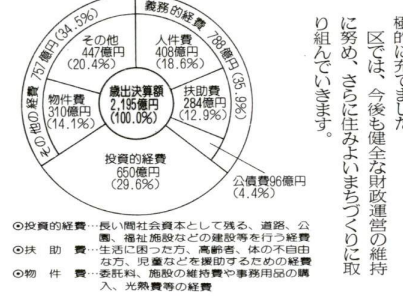 極的に充てました
区では、今後も健全な財政運営の維持
に努め、さらに住みよいまちづくりに取
り組んでいきます。
義務的経費 788億円(35.9%)
人件費
408億円
(18.6%)
扶助費
284億円
(12.9%)
公債費96億円
(4.4%)
投資的経費
650億円
(29.6%)
その他の経費 757億円(34.5%)
物件費
310億円
(14.1%)
その他
447億円
(20.4%)
歳出決算額
2,195億円
(100.0%)
⊙投資的経費…長い間社会資本として残る、道路、公
園、福祉施設などの建設等を行う経費
⊙扶助費…生活に困った方、高齢者、体の不自由
な方、児童などを援助するための経費
⊙物件費…委託料、施設の維持費や事務用品の購
入、光熱費等の経費